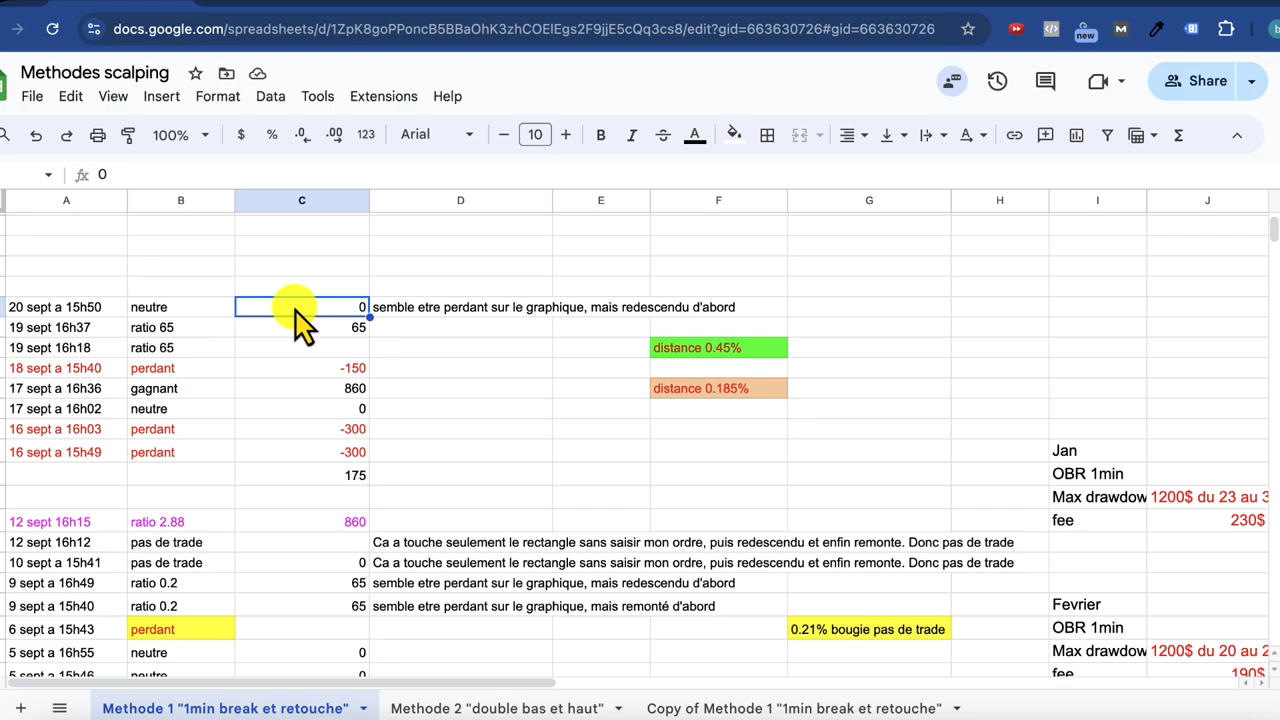 docs.google.com/spreadsheets/d/1ZpK8goPPoncB5BBaOhK3zhCOElEgs2F9jjE5cQq3cs8/edit?gid=663630726#gid=663630726
new
M
Methodes scalping
File Edit View Insert Format Data Tools Extensions Help
Share
100% $ % .0 .00 123 Arial 10 B I S A
fx 0
A B C D E F G H I J
20 sept a 15h50 neutre 0 semble etre perdant sur le graphique, mais redescendu d'abord
19 sept 16h37 ratio 65 65
19 sept 16h18 ratio 65 distance 0.45%
18 sept a 15h40 perdant -150
17 sept a 16h36 gagnant 860 distance 0.185%
17 sept a 16h02 neutre 0
16 sept a 16h03 perdant -300
16 sept a 15h49 perdant -300 Jan
175 OBR 1min
Max drawdow 1200$ du 23 au 3
12 sept 16h15 ratio 2.88 860 fee 230$
12 sept 16h12 pas de trade Ca a touche seulement le rectangle sans saisir mon ordre, puis redescendu et enfin remonte. Donc pas de trade
10 sept a 15h41 pas de trade 0 Ca a touche seulement le rectangle sans saisir mon ordre, puis redescendu et enfin remonte. Donc pas de trade
9 sept a 16h49 ratio 0.2 65 semble etre perdant sur le graphique, mais redescendu d'abord
9 sept a 15h40 ratio 0.2 65 semble etre perdant sur le graphique, mais remonté d'abord Fevrier
6 sept a 15h43 perdant 0.21% bougie pas de trade OBR 1min
5 sept a 16h55 neutre 0 Max drawdow 1200$ du 20 au 2
5 sept a 15h46 neutre 0 fee 190$
Methode 1 "1min break et retouche" Methode 2 "double bas et haut" Copy of Methode 1 "1min break et retouche"